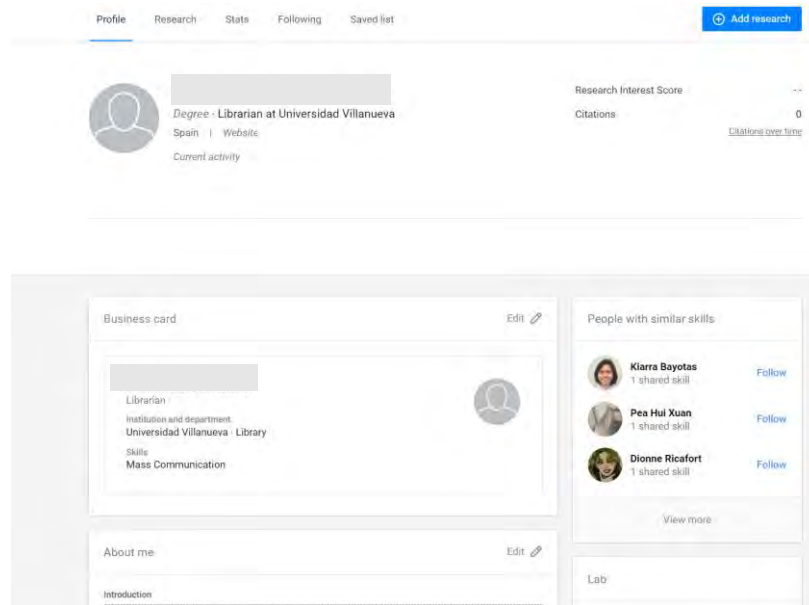 Profile Research Stats Following Saved list Add research
Degree · Librarian at Universidad Villanueva
Spain | Website
Current activity
Research Interest Score --
Citations 0
Citations over time
Business card Edit
Librarian
Institution and department
Universidad Villanueva · Library
Skills
Mass Communication
About me Edit
Introduction
People with similar skills
Kiarra Bayotas
1 shared skill
Follow
Pea Hui Xuan
1 shared skill
Follow
Dionne Ricafort
1 shared skill
Follow
View more
Lab